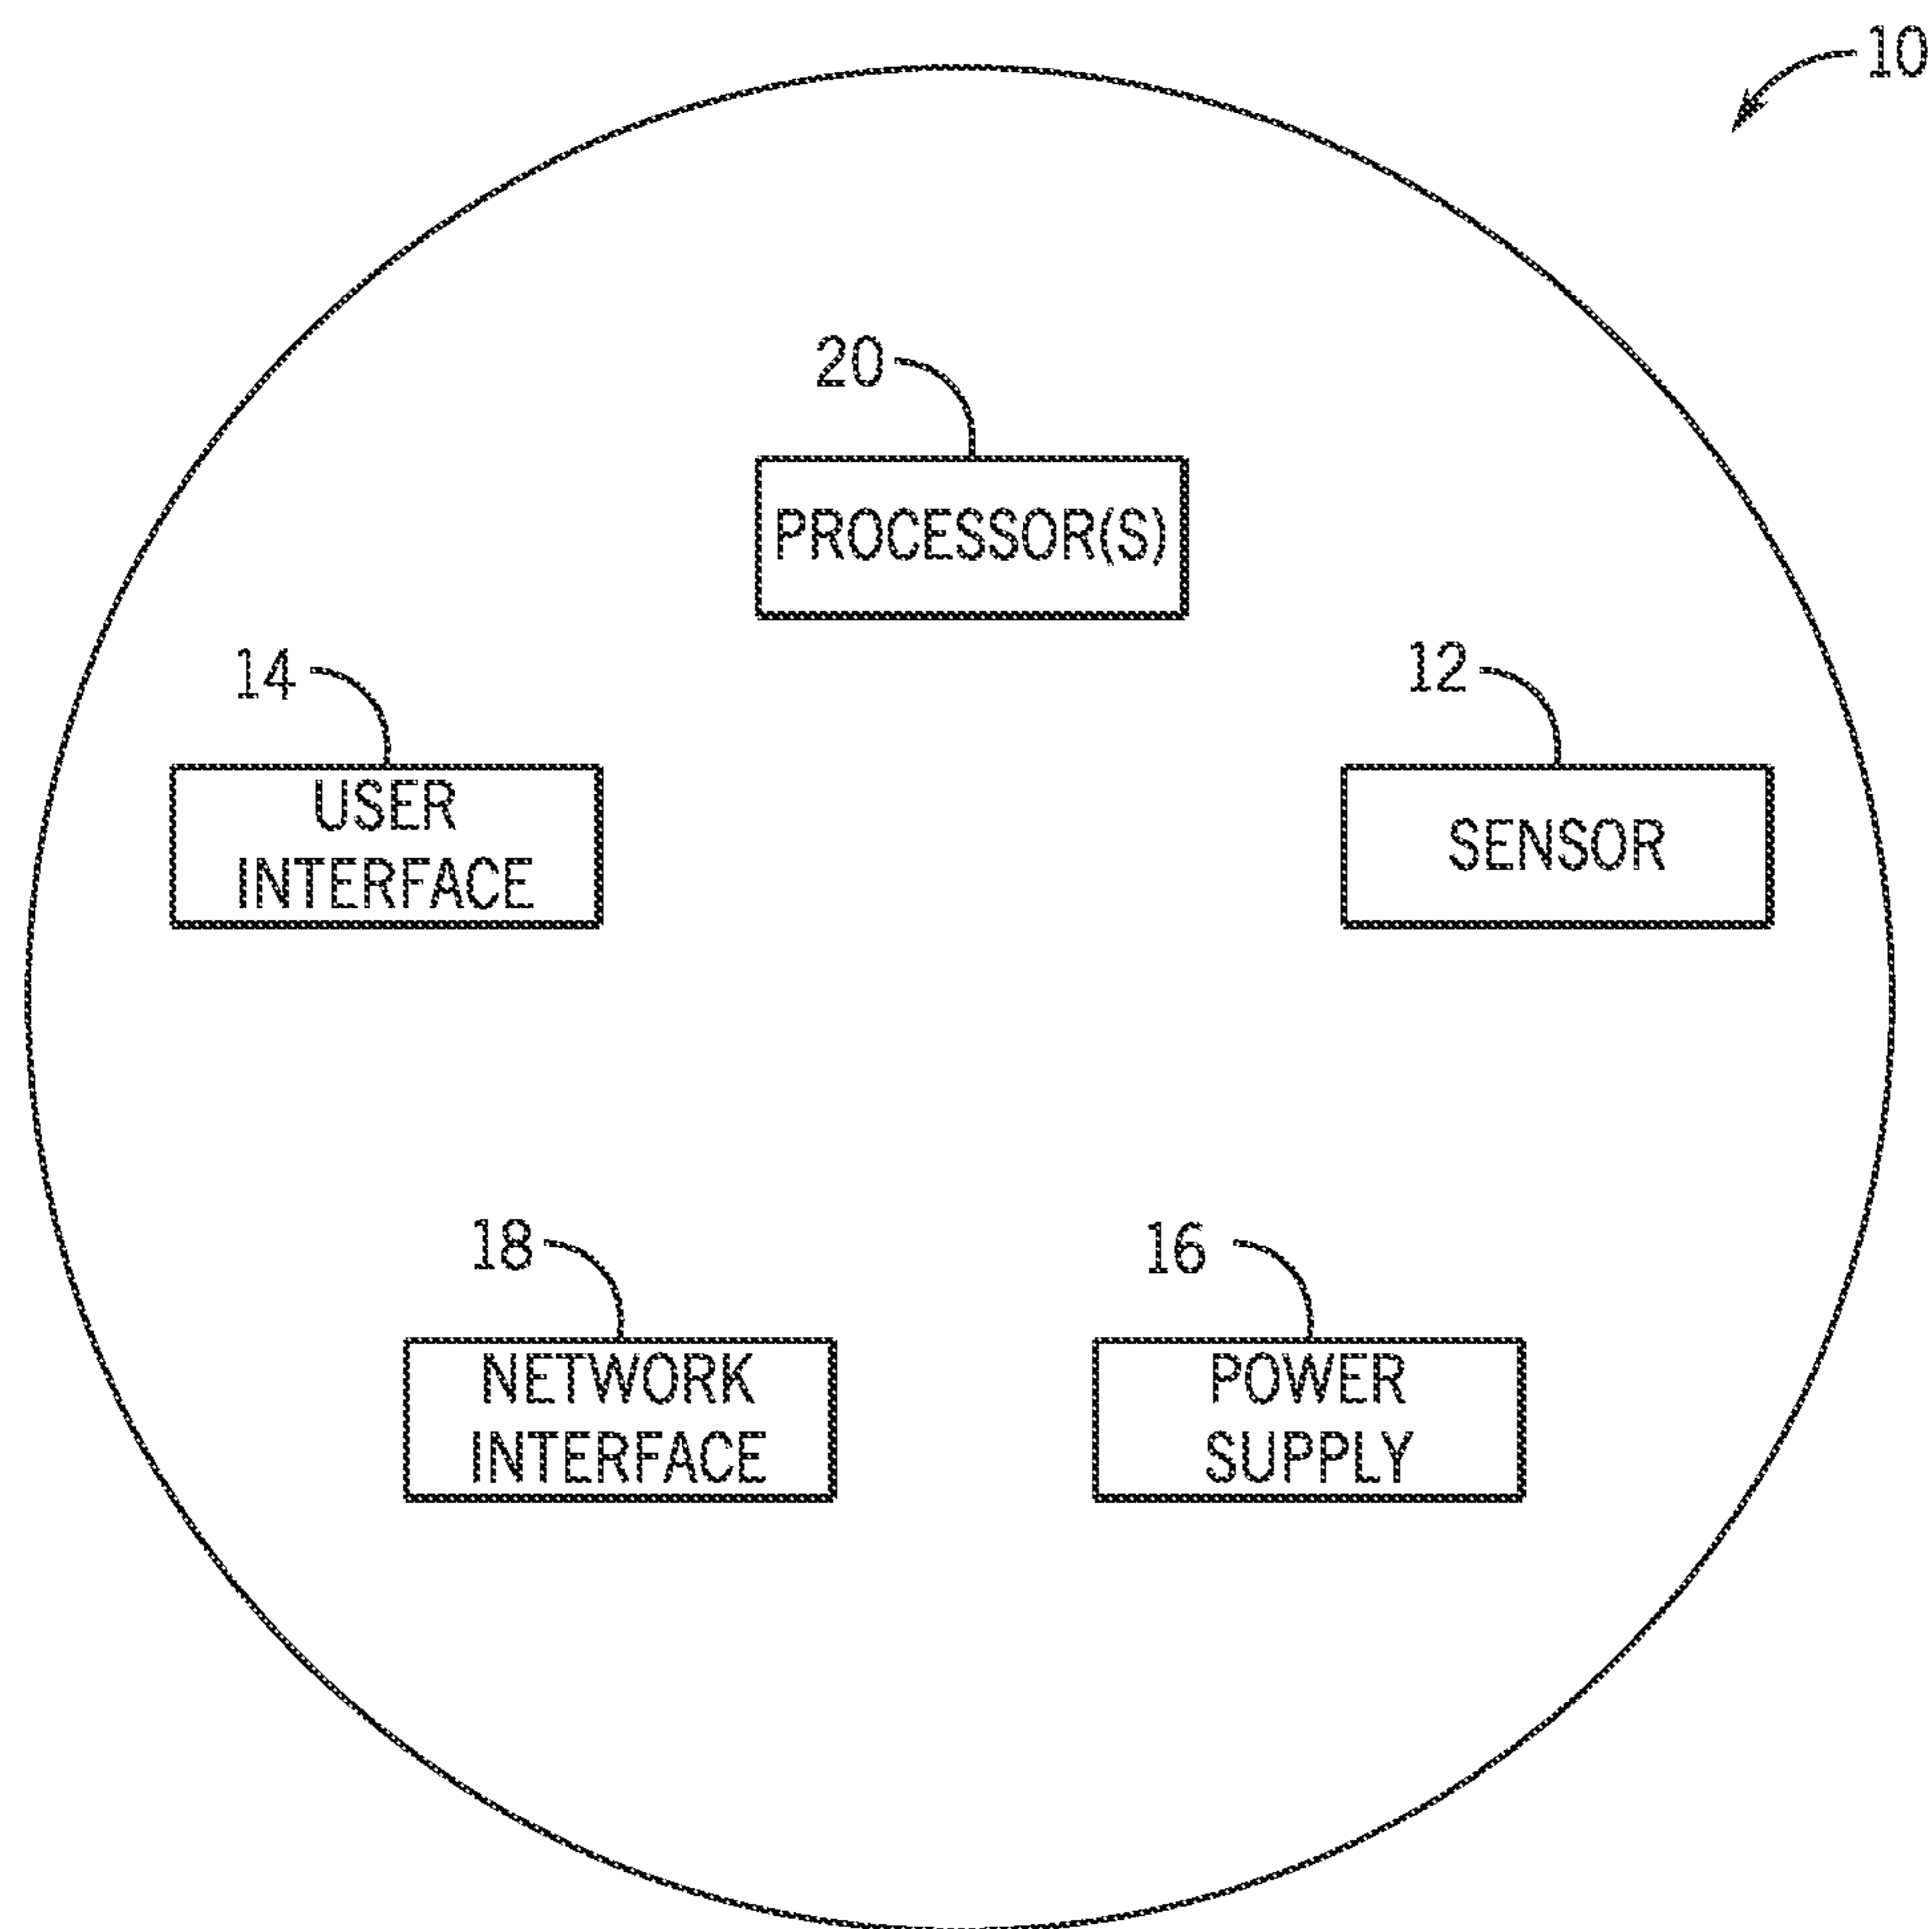 10
20
PROCESSOR(S)
14
USER
INTERFACE
12
SENSOR
18
NETWORK
INTERFACE
16
POWER
SUPPLY